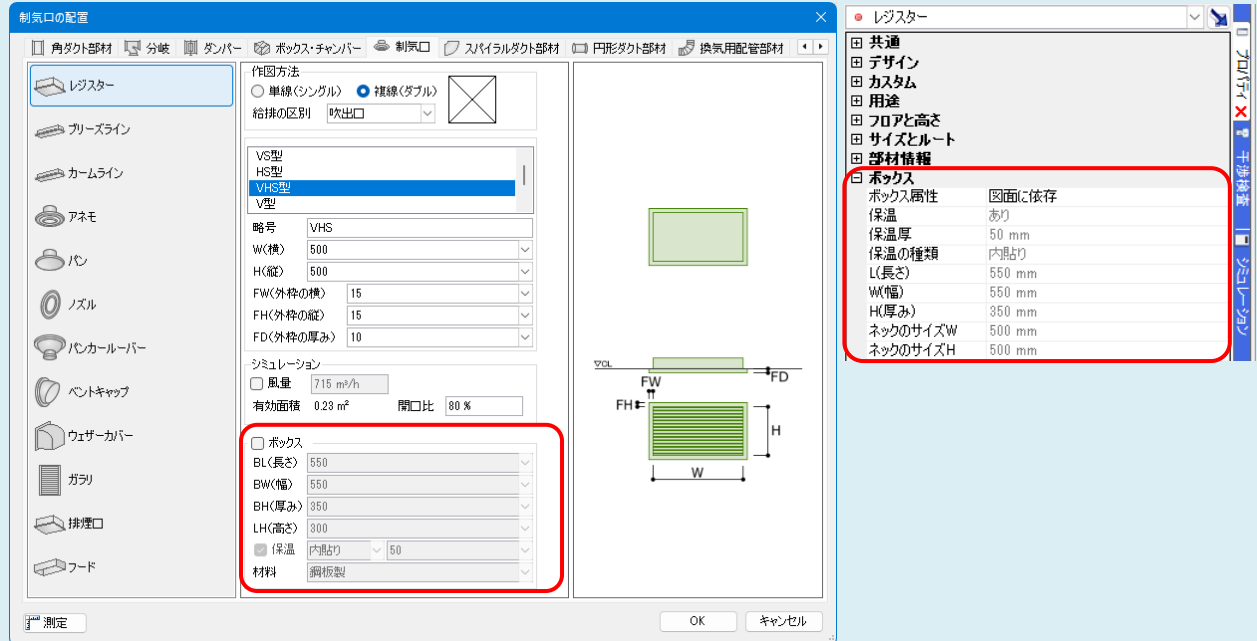 制気口の配置
角ダクト部材 分岐 ダンパー ボックス・チャンバー 制気口 スパイラルダクト部材 円形ダクト部材 換気用配管部材
レジスター
ブリーズライン
カームライン
アネモ
パン
ノズル
パンカールーバー
ベントキャップ
ウェザーカバー
ガラリ
排煙口
フード
作図方法
単線(シングル) 複線(ダブル)
給排の区別 吹出口
VS型
HS型
VHS型
V型
略号 VHS
W(横) 500
H(縦) 500
FW(外枠の横) 15
FH(外枠の縦) 15
FD(外枠の厚み) 10
シミュレーション
風量 715 m³/h
有効面積 0.23 m² 開口比 80 %
ボックス
BL(長さ) 550
BW(幅) 550
BH(厚み) 350
LH(高さ) 300
保温 内貼り 50
材料 鋼板製
▽CL
FW
FD
FH
H
W
測定
OK キャンセル
レジスター
共通
デザイン
カスタム
用途
フロアと高さ
サイズとルート
部材情報
ボックス
ボックス属性 図面に依存
保温 あり
保温厚 50 mm
保温の種類 内貼り
L(長さ) 550 mm
W(幅) 550 mm
H(厚み) 350 mm
ネックのサイズW 500 mm
ネックのサイズH 500 mm
プロパティ
干渉検査
シミュレーション